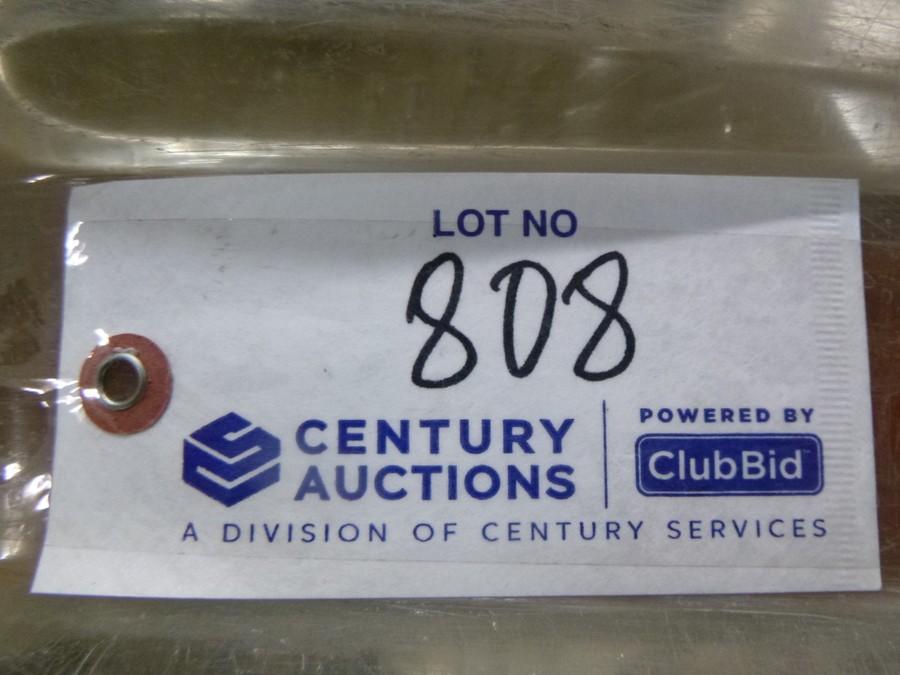 LOT NO
808
CENTURY AUCTIONS
POWERED BY
ClubBid
A DIVISION OF CENTURY SERVICES